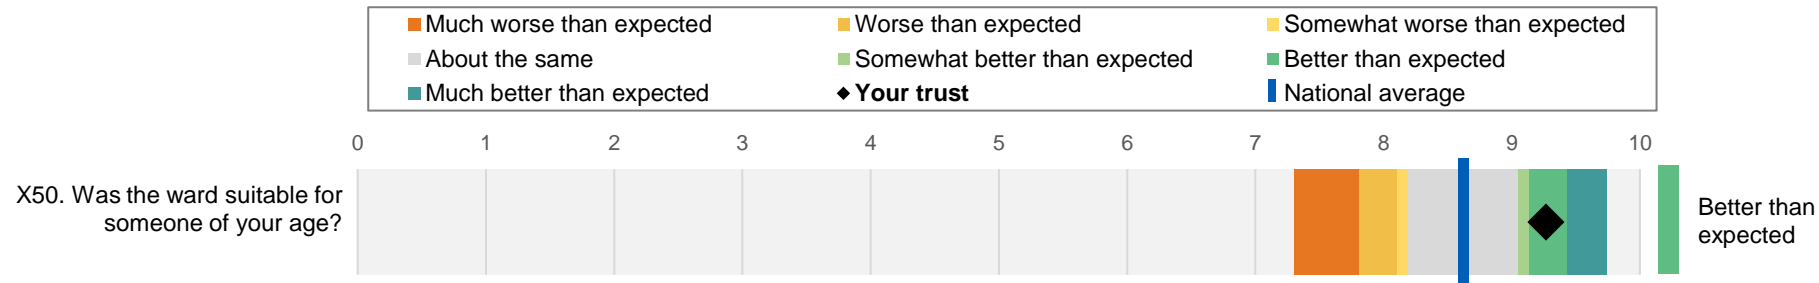 Much worse than expected
Worse than expected
Somewhat worse than expected
About the same
Somewhat better than expected
Better than expected
Much better than expected
Your trust
National average
0 1 2 3 4 5 6 7 8 9 10
X50. Was the ward suitable for
someone of your age?
Better than
expected